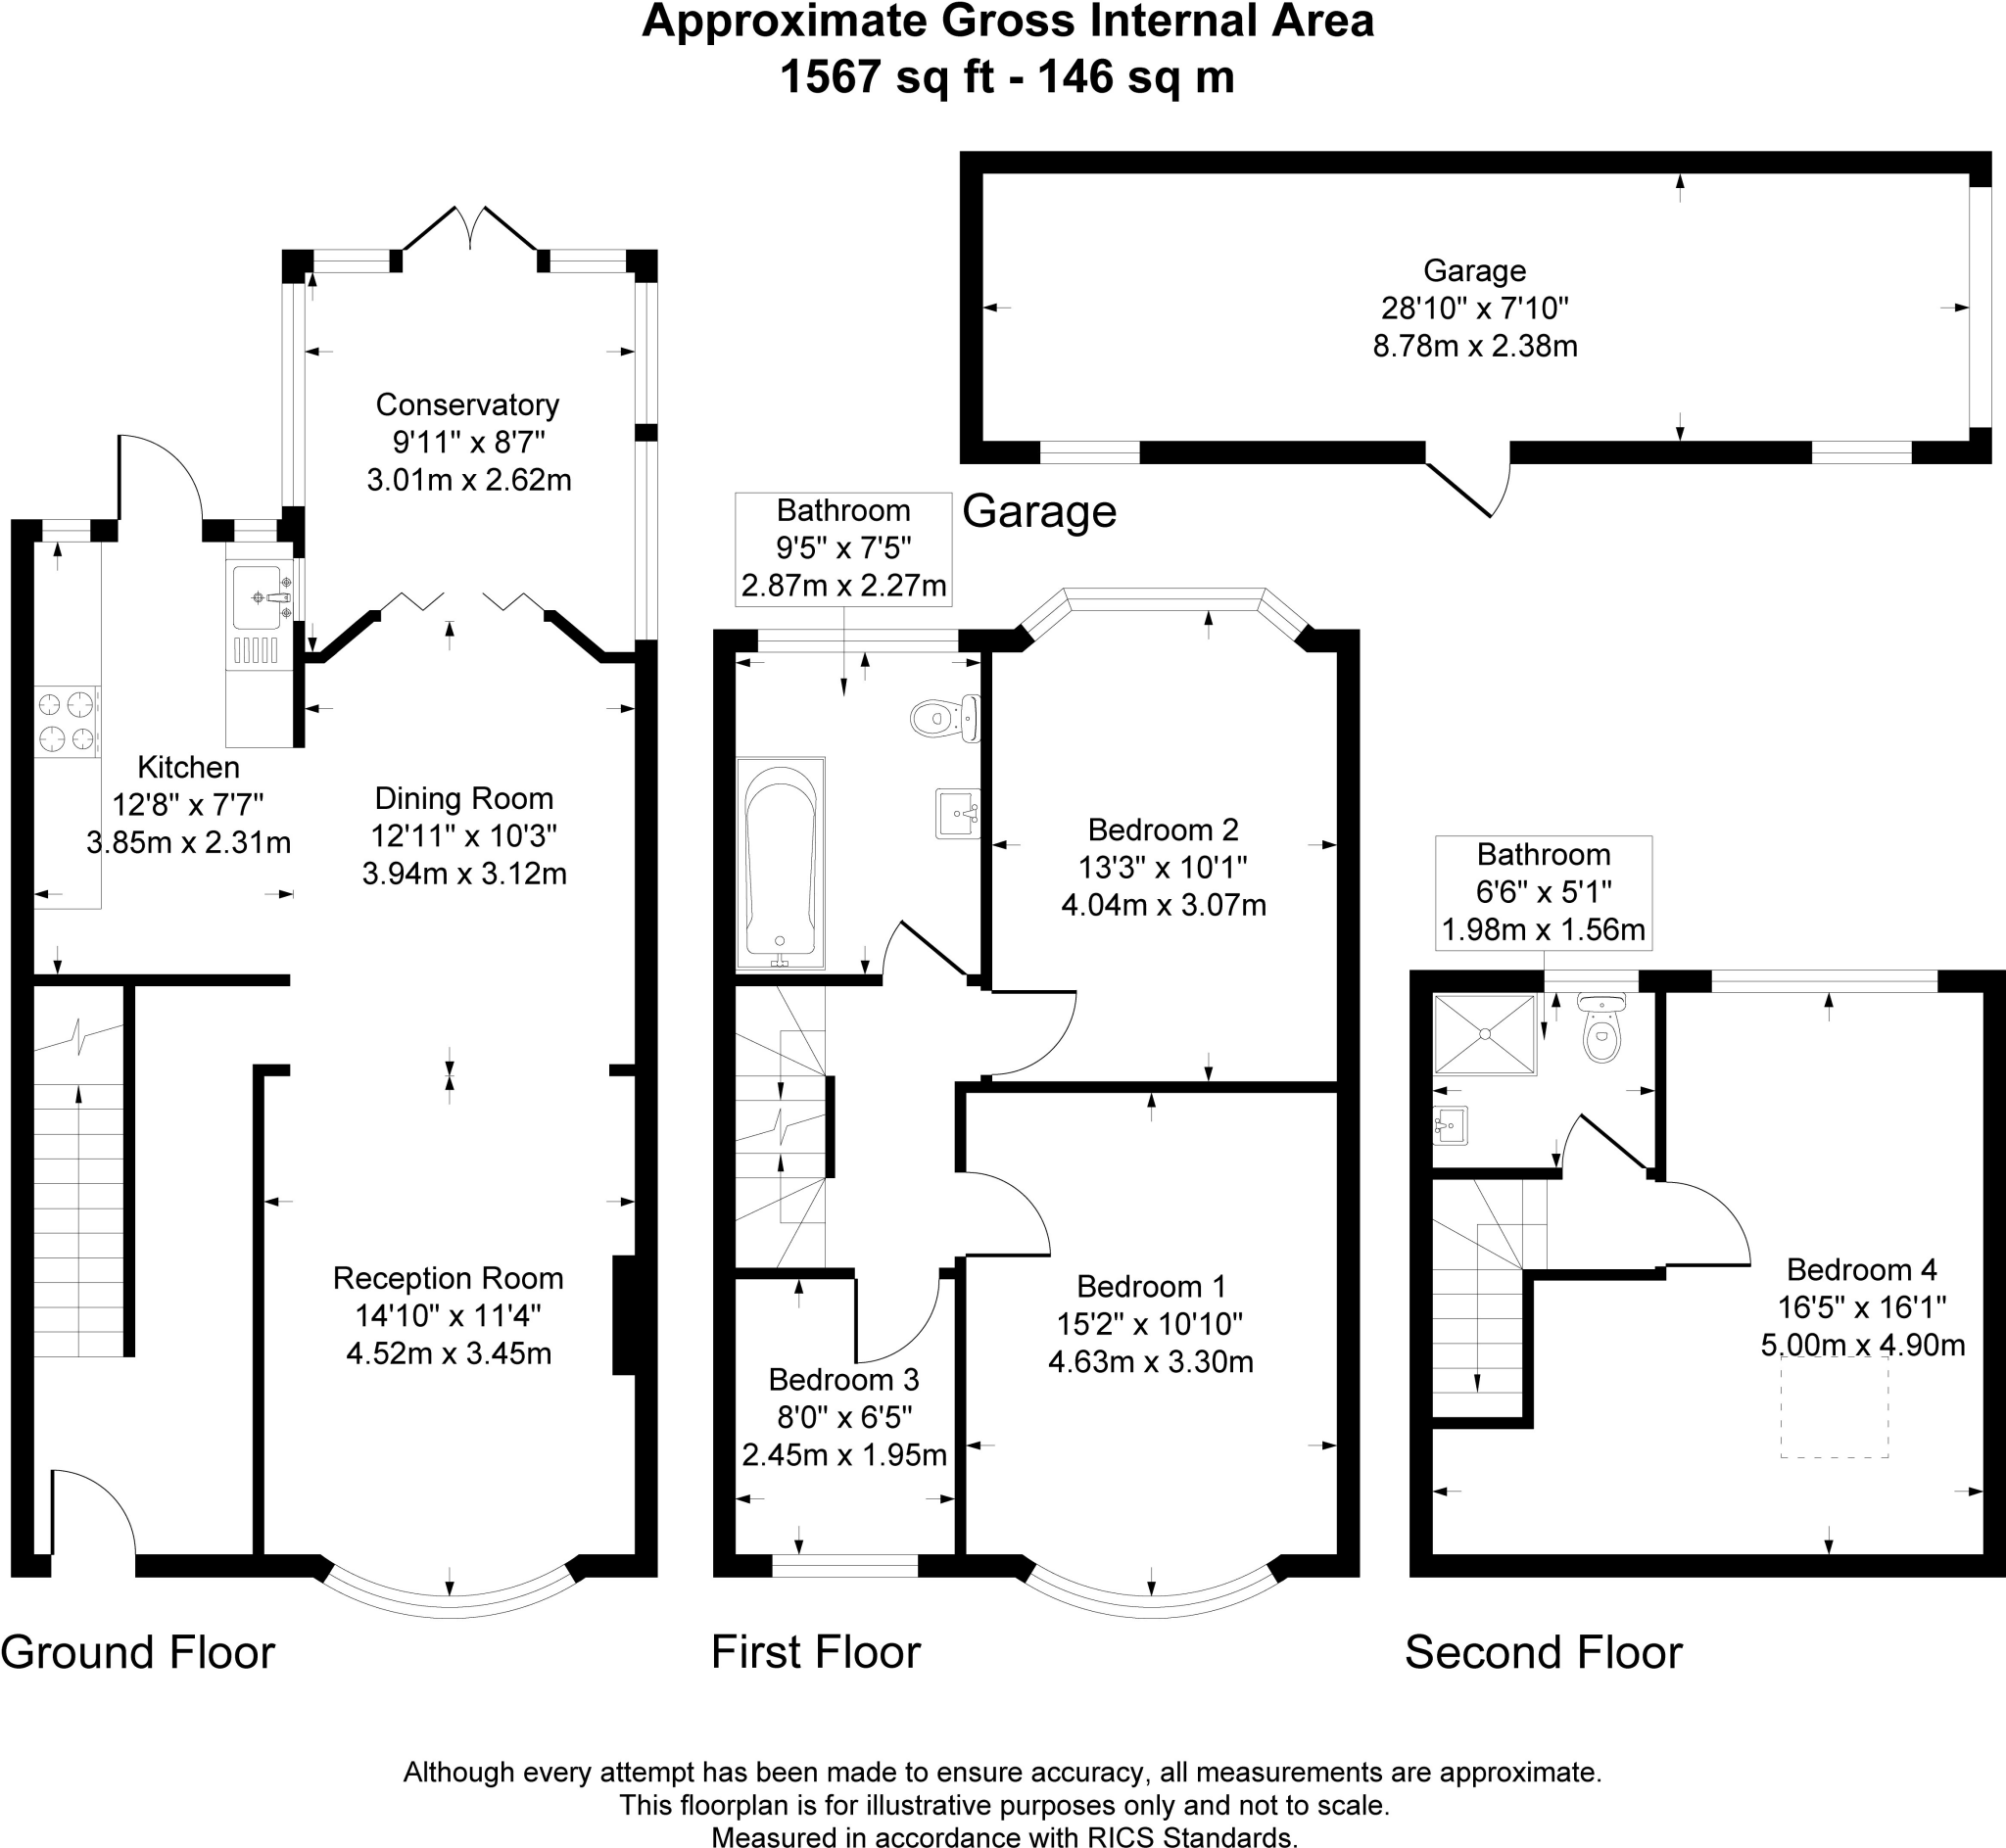 Approximate Gross Internal Area
1567 sq ft - 146 sq m
Garage
28'10" x 7'10"
8.78m x 2.38m
Garage
Conservatory
9'11" x 8'7"
3.01m x 2.62m
Kitchen
12'8" x 7'7"
3.85m x 2.31m
Dining Room
12'11" x 10'3"
3.94m x 3.12m
Reception Room
14'10" x 11'4"
4.52m x 3.45m
Ground Floor
Bathroom
9'5" x 7'5"
2.87m x 2.27m
Bedroom 2
13'3" x 10'1"
4.04m x 3.07m
Bedroom 1
15'2" x 10'10"
4.63m x 3.30m
Bedroom 3
8'0" x 6'5"
2.45m x 1.95m
First Floor
Bathroom
6'6" x 5'1"
1.98m x 1.56m
Bedroom 4
16'5" x 16'1"
5.00m x 4.90m
Second Floor
Although every attempt has been made to ensure accuracy, all measurements are approximate.
This floorplan is for illustrative purposes only and not to scale.
Measured in accordance with RICS Standards.